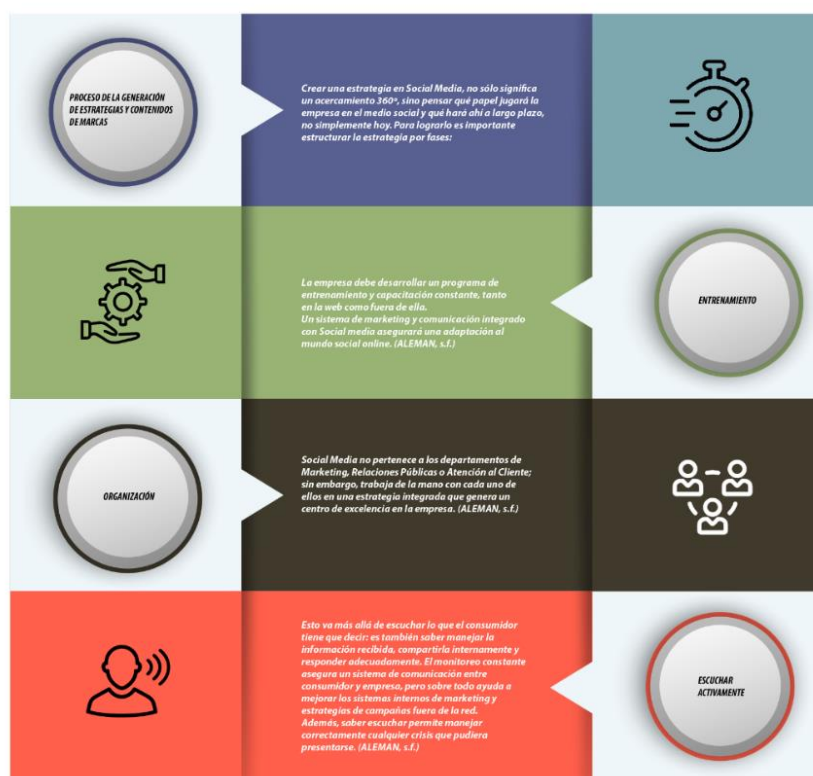 PROCESO DE LA GENERACIÓN
DE ESTRATEGIAS Y CONTENIDOS
DE MARCAS
Crear una estrategia en Social Media, no sólo significa
un acercamiento 360º, sino pensar qué papel jugará la
empresa en el medio social y qué hará ahí a largo plazo,
no simplemente hoy. Para lograrlo es importante
estructurar la estrategia por fases:
La empresa debe desarrollar un programa de
entrenamiento y capacitación constante, tanto
en la web como fuera de ella.
Un sistema de marketing y comunicación integrado
con Social media asegurará una adaptación al
mundo social online. (ALEMAN, s.f.)
ENTRENAMIENTO
ORGANIZACIÓN
Social Media no pertenece a los departamentos de
Marketing, Relaciones Públicas o Atención al Cliente;
sin embargo, trabaja de la mano con cada uno de
ellos en una estrategia integrada que genera un
centro de excelencia en la empresa. (ALEMAN, s.f.)
Esto va más allá de escuchar lo que el consumidor
tiene que decir: es también saber manejar la
información recibida, compartirla internamente y
responder adecuadamente. El monitoreo constante
asegura un sistema de comunicación entre
consumidor y empresa, pero sobre todo ayuda a
mejorar los sistemas internos de marketing y
estrategias de campañas fuera de la red.
Además, saber escuchar permite manejar
correctamente cualquier crisis que pudiera
presentarse. (ALEMAN, s.f.)
ESCUCHAR
ACTIVAMENTE